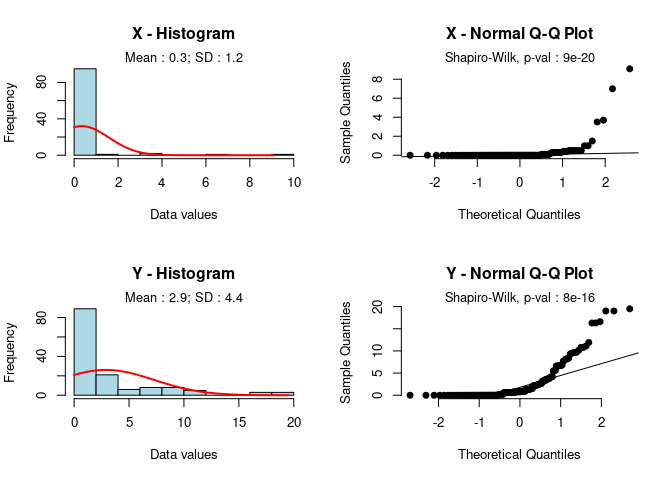 X - Histogram
Mean : 0.3; SD : 1.2
Frequency
0 40 80
0 2 4 6 8 10
Data values
X - Normal Q-Q Plot
Shapiro-Wilk, p-val : 9e-20
Sample Quantiles
0 2 4 6 8
-2 -1 0 1 2
Theoretical Quantiles
Y - Histogram
Mean : 2.9; SD : 4.4
Frequency
0 40 80
0 5 10 15 20
Data values
Y - Normal Q-Q Plot
Shapiro-Wilk, p-val : 8e-16
Sample Quantiles
0 5 10 20
-2 -1 0 1 2
Theoretical Quantiles